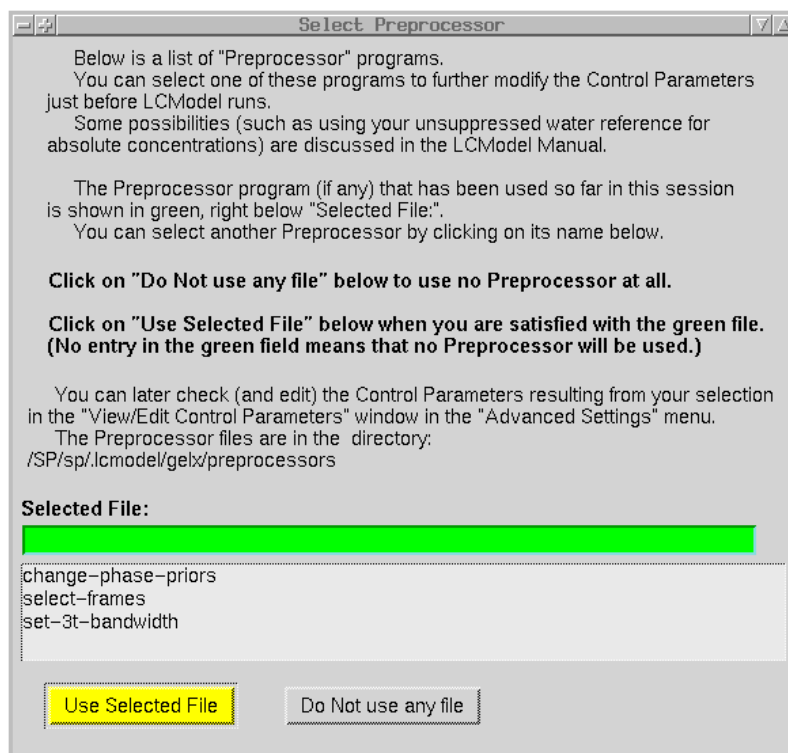 Select Preprocessor
Below is a list of "Preprocessor" programs.
You can select one of these programs to further modify the Control Parameters
just before LCModel runs.
Some possibilities (such as using your unsuppressed water reference for
absolute concentrations) are discussed in the LCModel Manual.
The Preprocessor program (if any) that has been used so far in this session
is shown in green, right below "Selected File:".
You can select another Preprocessor by clicking on its name below.
Click on "Do Not use any file" below to use no Preprocessor at all.
Click on "Use Selected File" below when you are satisfied with the green file.
(No entry in the green field means that no Preprocessor will be used.)
You can later check (and edit) the Control Parameters resulting from your selection
in the "View/Edit Control Parameters" window in the "Advanced Settings" menu.
The Preprocessor files are in the  directory:
/SP/sp/.lcmodel/gelx/preprocessors
Selected File:
change-phase-priors
select-frames
set-3t-bandwidth
Use Selected File
Do Not use any file